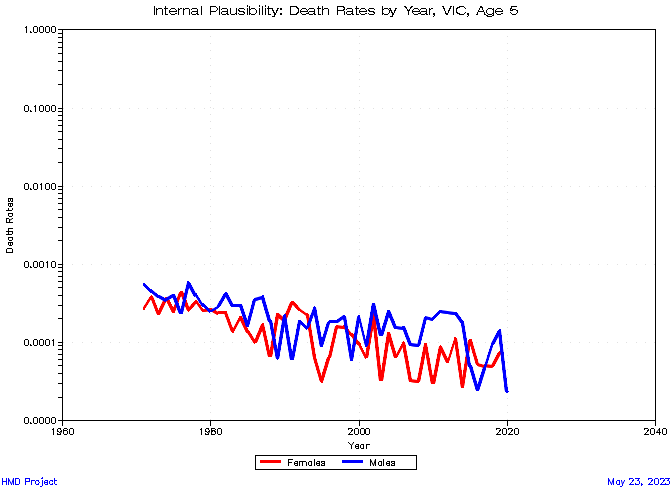 Internal Plausibility: Death Rates by Year, VIC, Age 5
1.0000
0.1000
0.0100
0.0010
0.0001
0.0000
Death Rates
1960
1980
2000
2020
2040
Year
Females
Males
HMD Project
May 23, 2023